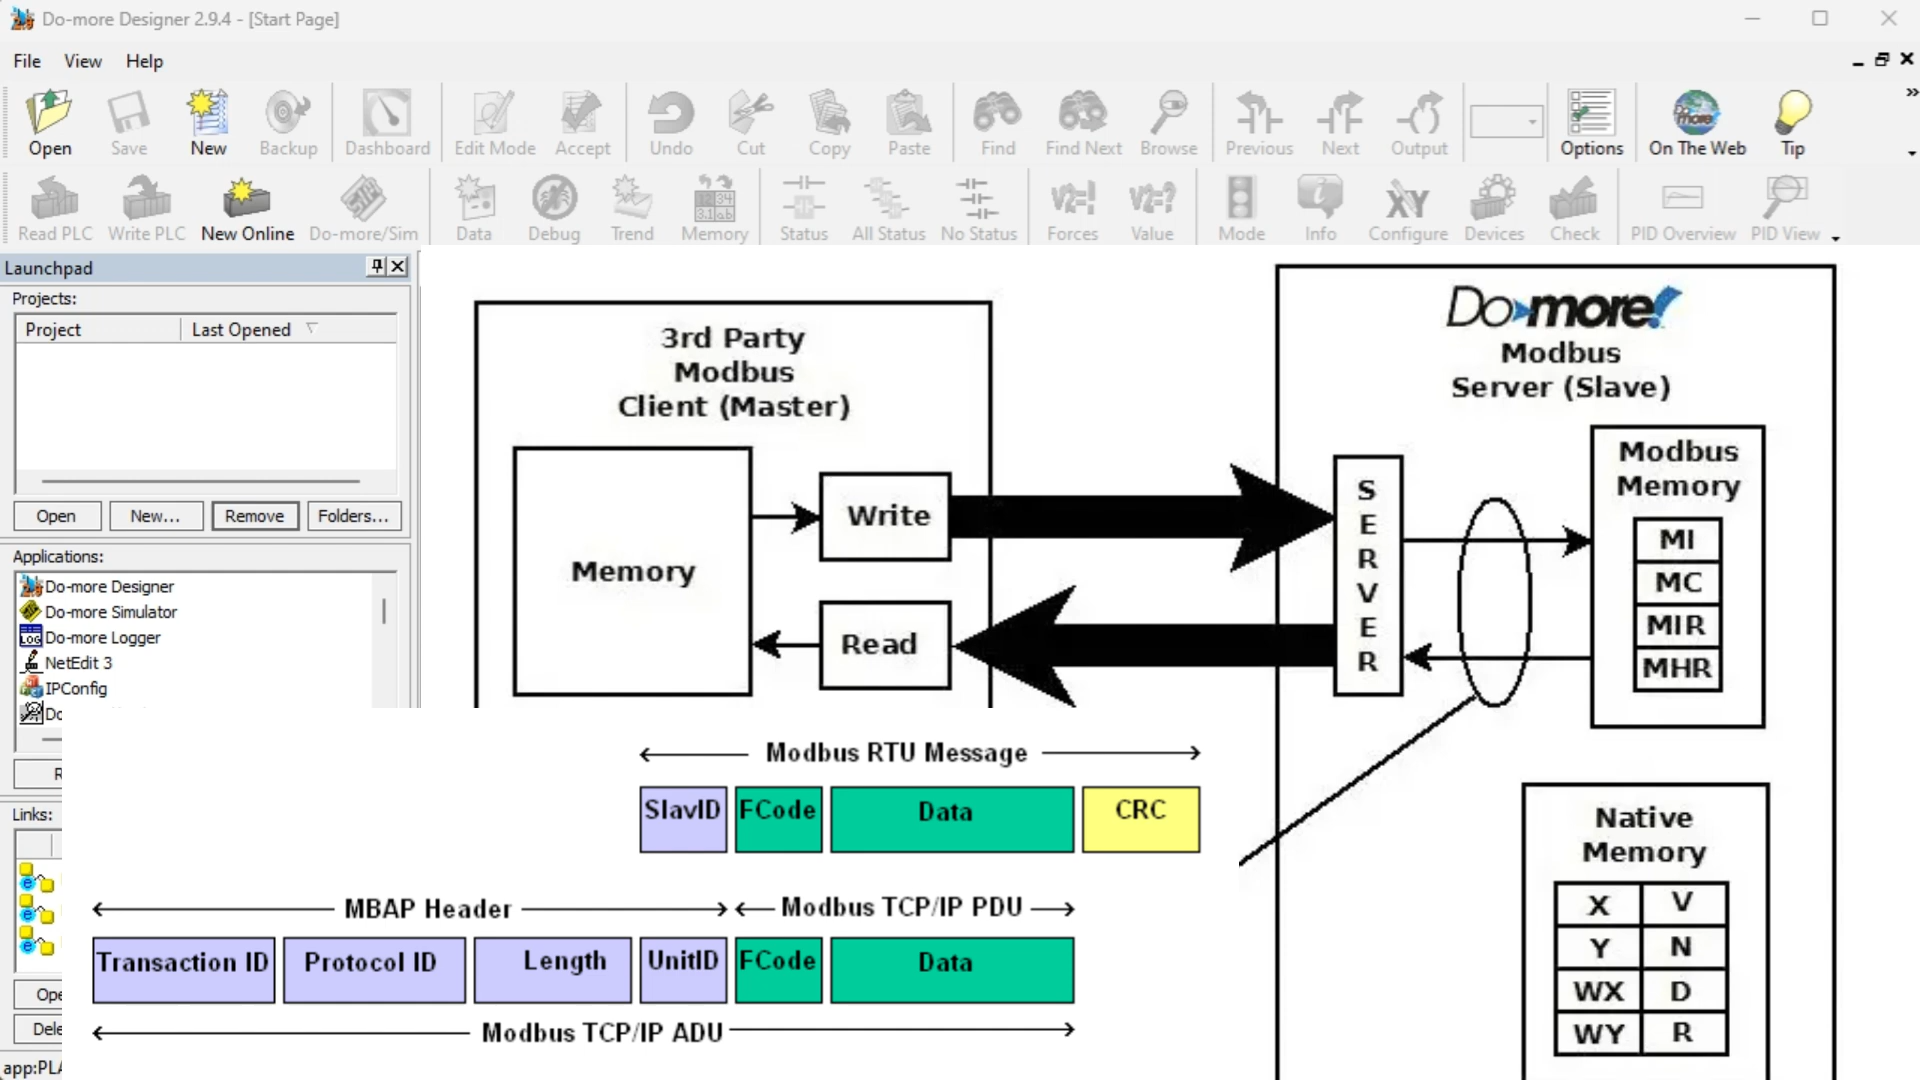 Do-more Designer 2.9.4 - [Start Page]
File View Help
Open Save New Backup Dashboard Edit Mode Accept Undo Cut Copy Paste Find Find Next Browse Previous Next Output Options On The Web Tip
Read PLC Write PLC New Online Do-more/Sim Data Debug Trend Memory Status All Status No Status Forces Value Mode Info Configure Devices Check PID Overview PID View
Launchpad
Projects:
Project Last Opened
Open New... Remove Folders...
Applications:
Do-more Designer
Do-more Simulator
Do-more Logger
NetEdit 3
IPConfig
Links:
app:PLA
3rd Party
Modbus
Client (Master)
Memory
Write
Read
Do-more!
Modbus
Server (Slave)
SERVER
Modbus
Memory
MI
MC
MIR
MHR
Native
Memory
X V
Y N
WX D
WY R
Modbus RTU Message
SlavID FCode Data CRC
MBAP Header Modbus TCP/IP PDU
Transaction ID Protocol ID Length UnitID FCode Data
Modbus TCP/IP ADU